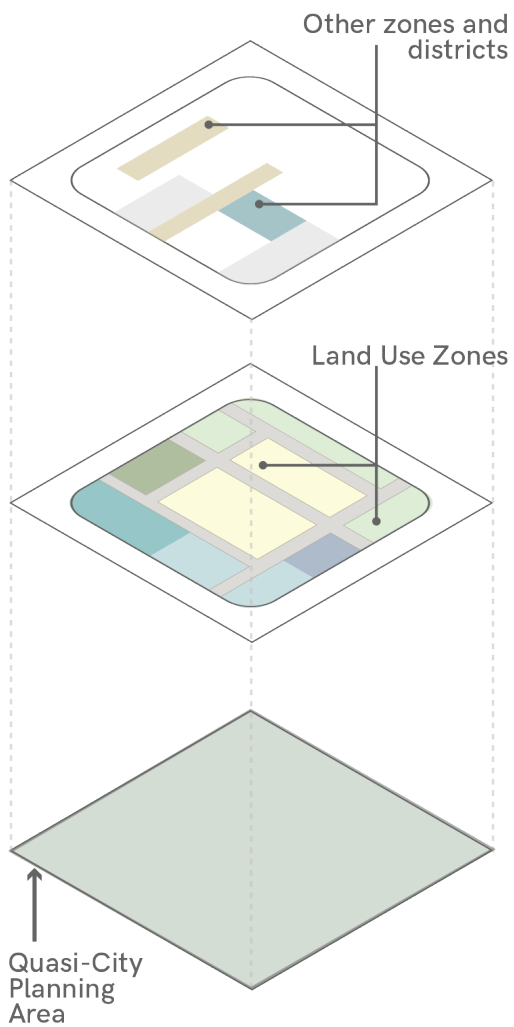 Other zones and
districts
Land Use Zones
Quasi-City
Planning
Area